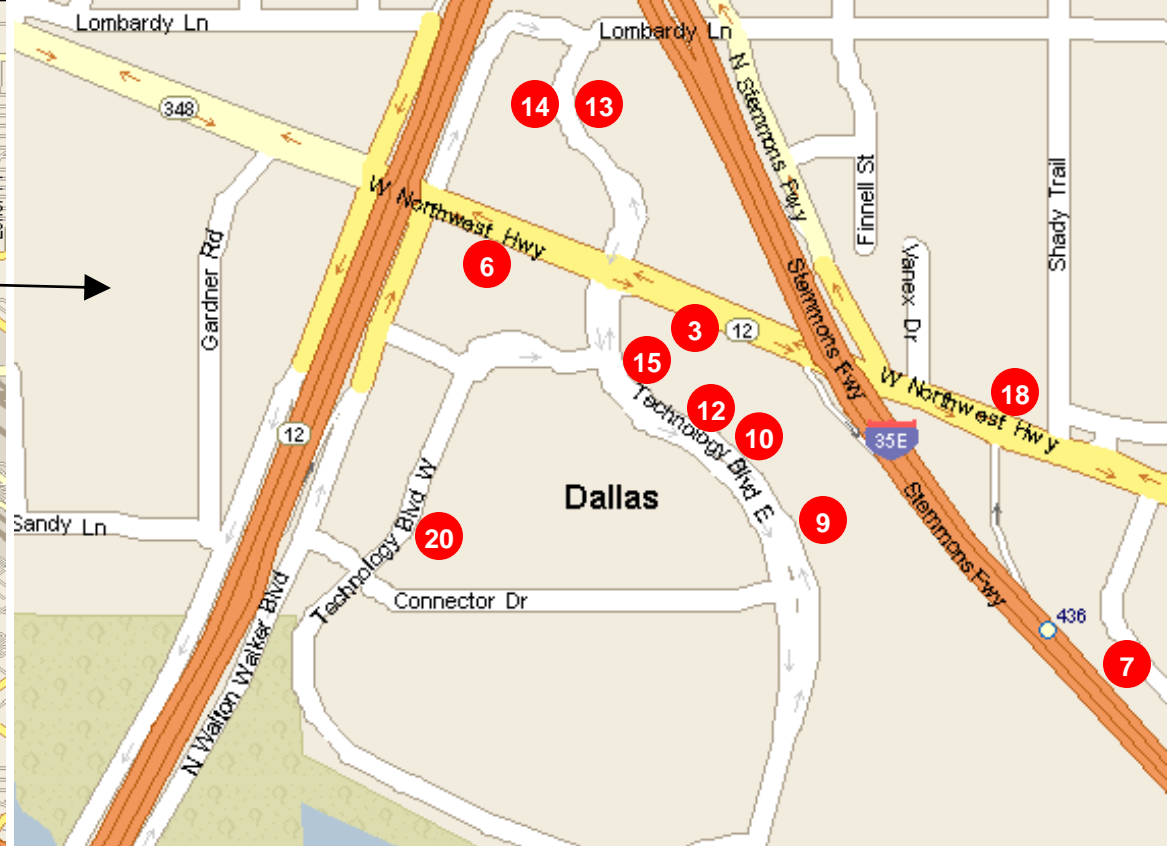 Lombardy Ln
Lombardy Ln
N Stemmons Fwy
348
14
13
Finnell St
Shady Trail
W Northwest Hwy
Gardner Rd
6
Vanex Dr
Stemmons Fwy
3
12
15
12
10
Technology Blvd E
W Northwest Hwy
18
35E
12
Technology Blvd W
Dallas
Stemmons Fwy
9
Sandy Ln
20
Connector Dr
436
7
N Walton Walker Blvd